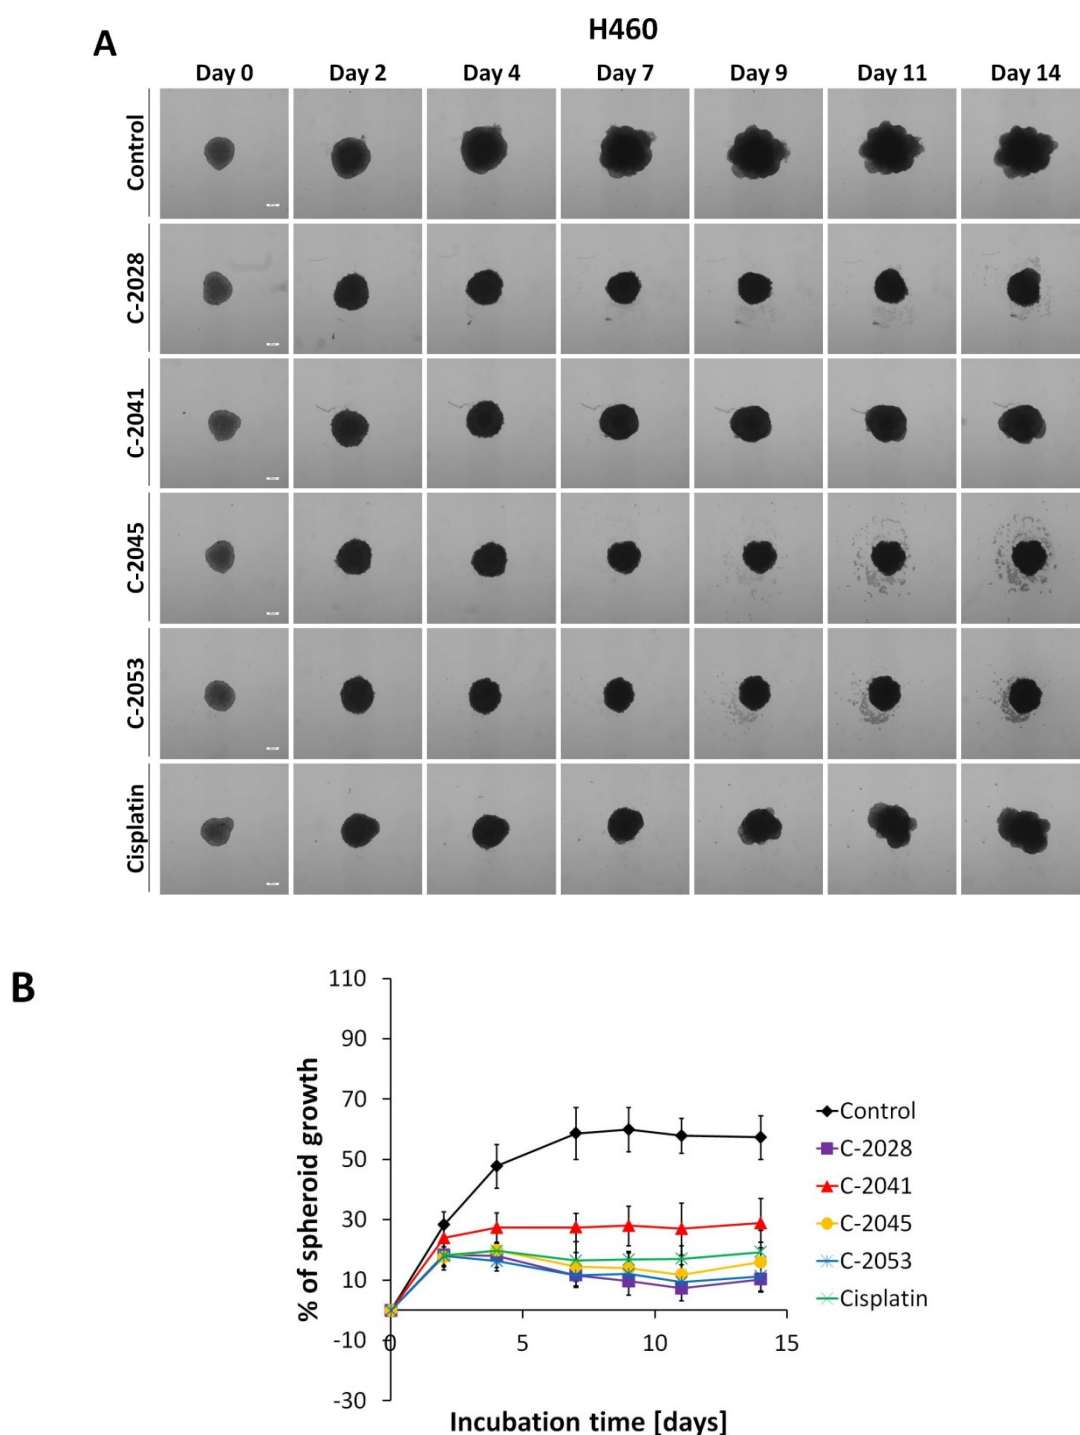 A
H460
Day 0 Day 2 Day 4 Day 7 Day 9 Day 11 Day 14
Control
C-2028
C-2041
C-2045
C-2053
Cisplatin
B
% of spheroid growth
110
90
70
50
30
10
-10
-30
0 5 10 15
Incubation time [days]
Control
C-2028
C-2041
C-2045
C-2053
Cisplatin